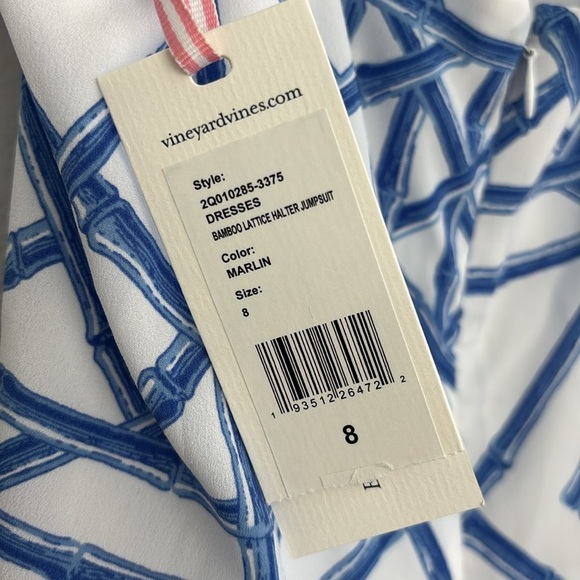 vineyardvines.com
Style:
2Q010285-3375
DRESSES
BAMBOO LATTICE HALTER JUMPSUIT
Color:
MARLIN
Size:
8
1 93512 26472 2
8